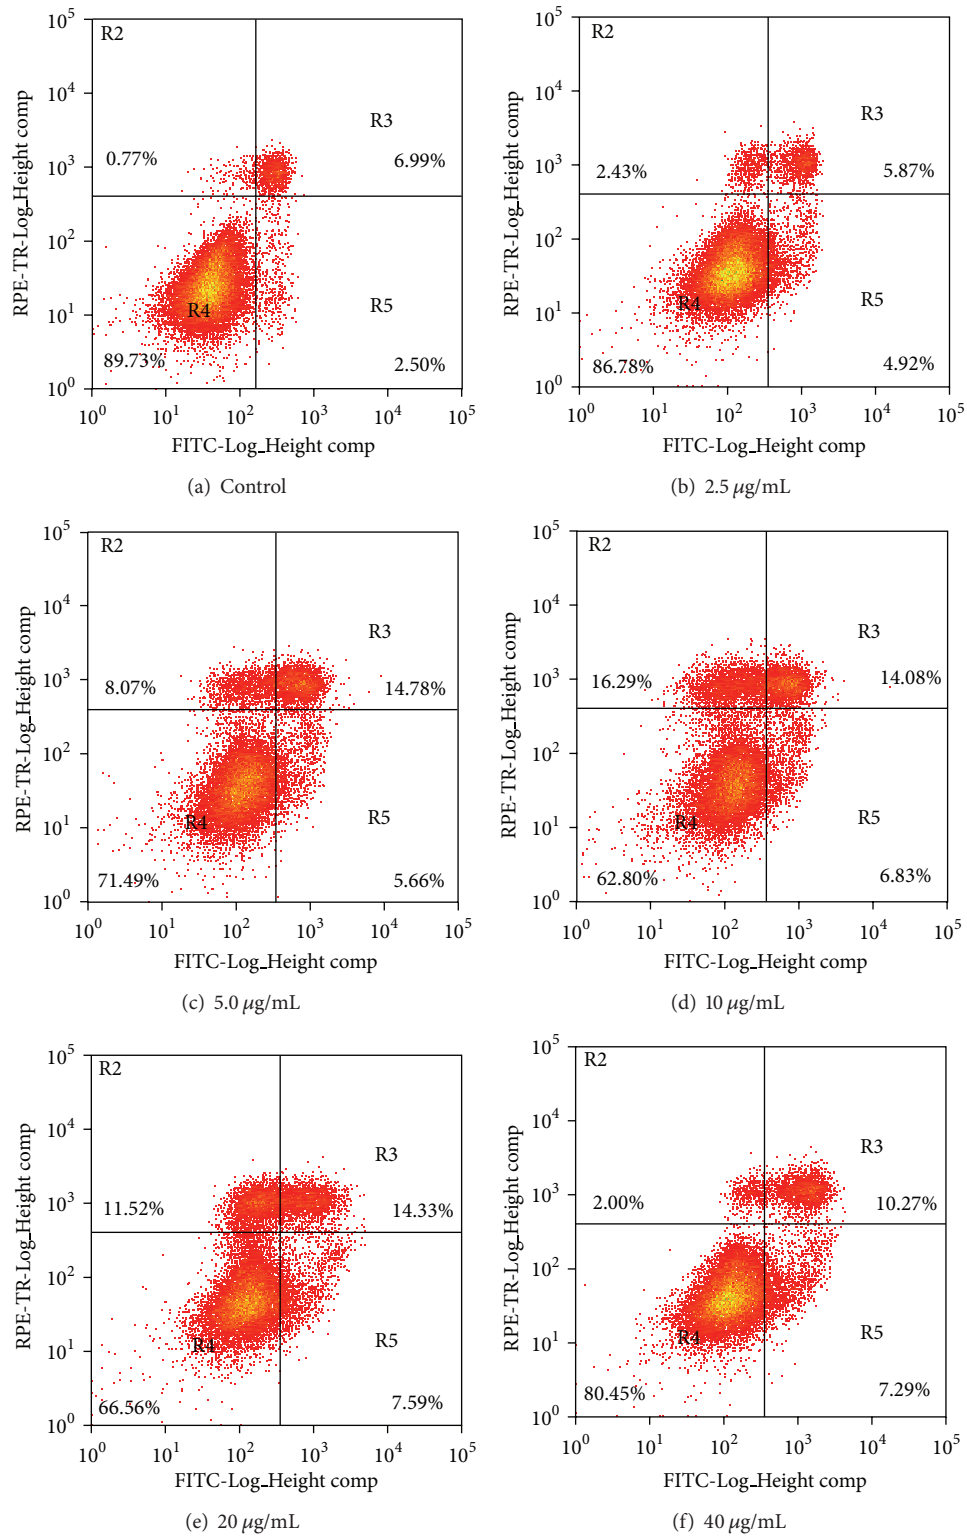 R2
R3
0.77%
6.99%
R4
R5
89.73%
2.50%
RPE-TR-Log_Height comp
10⁵
10⁴
10³
10²
10¹
10⁰
10⁰ 10¹ 10² 10³ 10⁴ 10⁵
FITC-Log_Height comp
(a) Control
R2
R3
2.43%
5.87%
R4
R5
86.78%
4.92%
RPE-TR-Log_Height comp
10⁵
10⁴
10³
10²
10¹
10⁰
10⁰ 10¹ 10² 10³ 10⁴ 10⁵
FITC-Log_Height comp
(b) 2.5 μg/mL
R2
R3
8.07%
14.78%
R4
R5
71.49%
5.66%
RPE-TR-Log_Height comp
10⁵
10⁴
10³
10²
10¹
10⁰
10⁰ 10¹ 10² 10³ 10⁴ 10⁵
FITC-Log_Height comp
(c) 5.0 μg/mL
R2
R3
16.29%
14.08%
R4
R5
62.80%
6.83%
RPE-TR-Log_Height comp
10⁵
10⁴
10³
10²
10¹
10⁰
10⁰ 10¹ 10² 10³ 10⁴ 10⁵
FITC-Log_Height comp
(d) 10 μg/mL
R2
R3
11.52%
14.33%
R4
R5
66.56%
7.59%
RPE-TR-Log_Height comp
10⁵
10⁴
10³
10²
10¹
10⁰
10⁰ 10¹ 10² 10³ 10⁴ 10⁵
FITC-Log_Height comp
(e) 20 μg/mL
R2
R3
2.00%
10.27%
R4
R5
80.45%
7.29%
RPE-TR-Log_Height comp
10⁵
10⁴
10³
10²
10¹
10⁰
10⁰ 10¹ 10² 10³ 10⁴ 10⁵
FITC-Log_Height comp
(f) 40 μg/mL